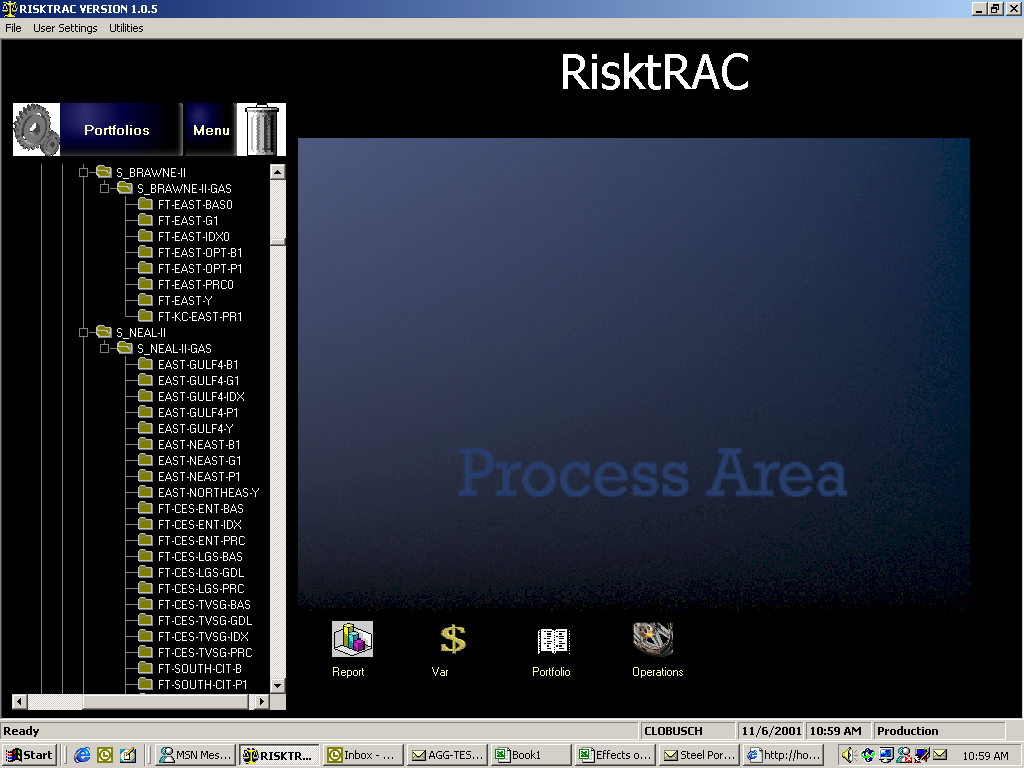 RISKTRAC VERSION 1.0.5
File User Settings Utilities
RisktRAC
Portfolios Menu
S_BRAWNE-II
S_BRAWNE-II-GAS
FT-EAST-BAS0
FT-EAST-G1
FT-EAST-IDX0
FT-EAST-OPT-B1
FT-EAST-OPT-P1
FT-EAST-PRC0
FT-EAST-Y
FT-KC-EAST-PR1
S_NEAL-II
S_NEAL-II-GAS
EAST-GULF4-B1
EAST-GULF4-G1
EAST-GULF4-IDX
EAST-GULF4-P1
EAST-GULF4-Y
EAST-NEAST-B1
EAST-NEAST-G1
EAST-NEAST-P1
EAST-NORTHEAS-Y
FT-CES-ENT-BAS
FT-CES-ENT-IDX
FT-CES-ENT-PRC
FT-CES-LGS-BAS
FT-CES-LGS-GDL
FT-CES-LGS-PRC
FT-CES-TVSG-BAS
FT-CES-TVSG-GDL
FT-CES-TVSG-IDX
FT-CES-TVSG-PRC
FT-SOUTH-CIT-B
FT-SOUTH-CIT-P1
Process Area
Report Var Portfolio Operations
Ready CLOBUSCH 11/6/2001 10:59 AM Production
Start MSN Mes... RISKTR... Inbox - ... AGG-TES... Book1 Effects o... Steel Por... http://ho... 10:59 AM